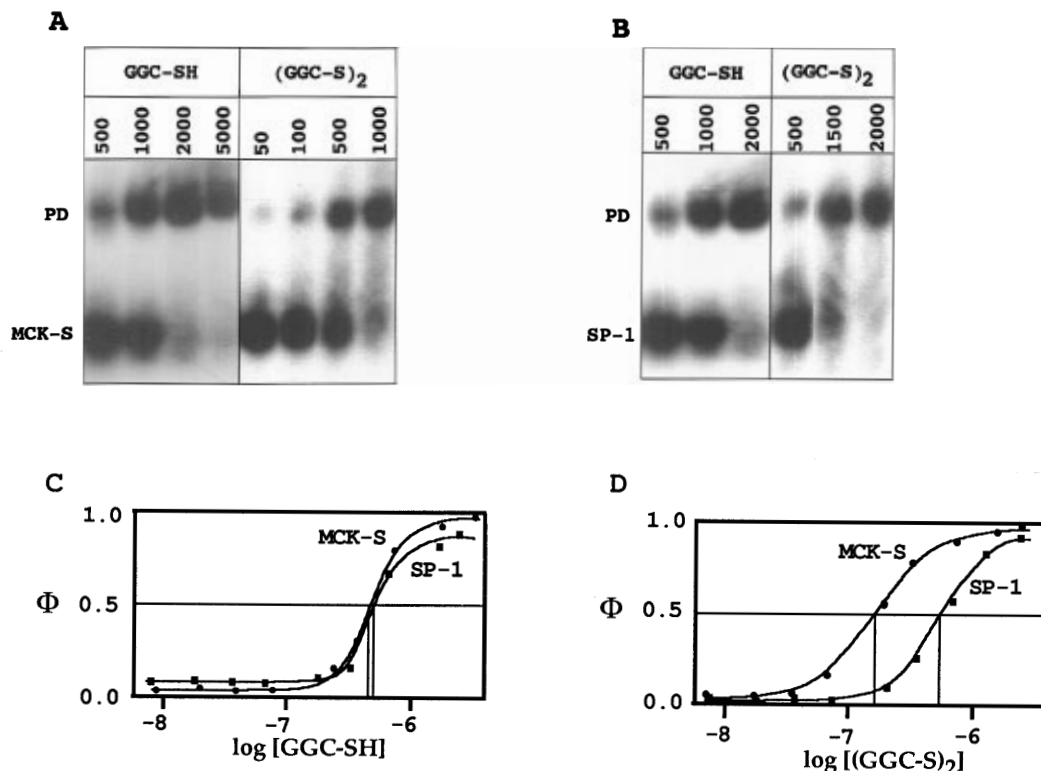 A
GGC-SH (GGC-S)2
500 1000 2000 5000 50 100 500 1000
PD
MCK-S
B
GGC-SH (GGC-S)2
500 1000 2000 500 1500 2000
PD
SP-1
C
1.0
MCK-S
SP-1
Φ 0.5
0.0
-8 -7 -6
log [GGC-SH]
D
1.0
MCK-S
SP-1
Φ 0.5
0.0
-8 -7 -6
log [(GGC-S)2]